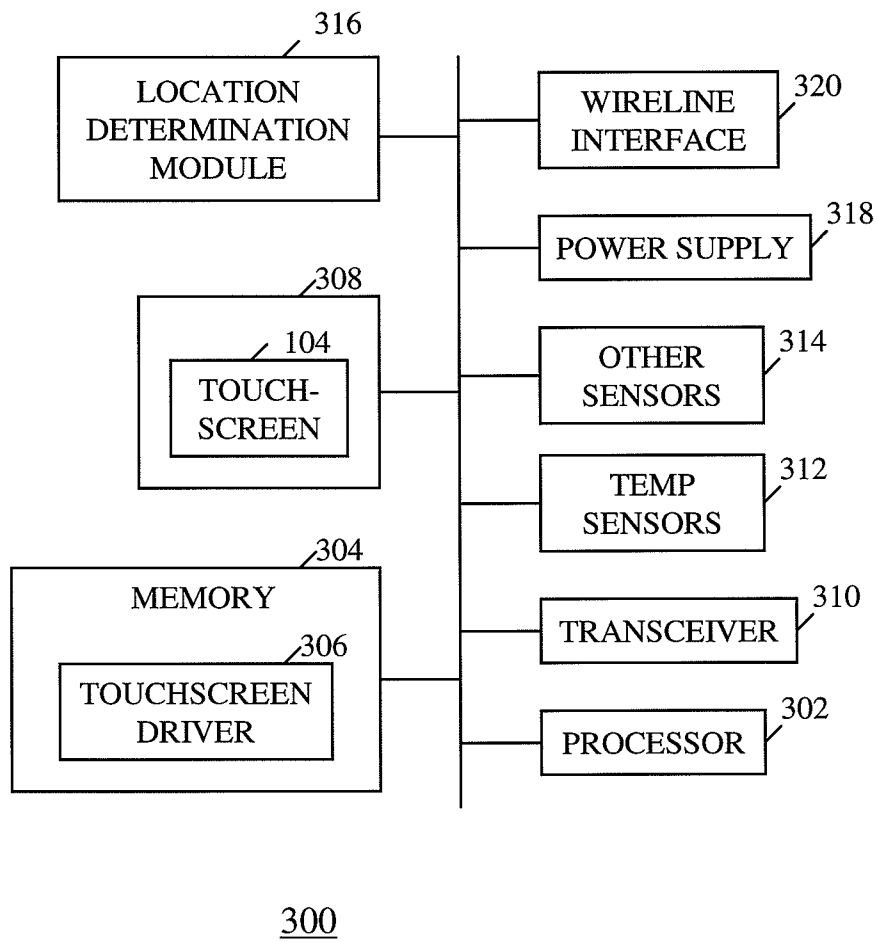 316
LOCATION
DETERMINATION
MODULE
308
104
TOUCH-
SCREEN
304
MEMORY
306
TOUCHSCREEN
DRIVER
320
WIRELINE
INTERFACE
318
POWER SUPPLY
314
OTHER
SENSORS
312
TEMP
SENSORS
310
TRANSCEIVER
302
PROCESSOR
300